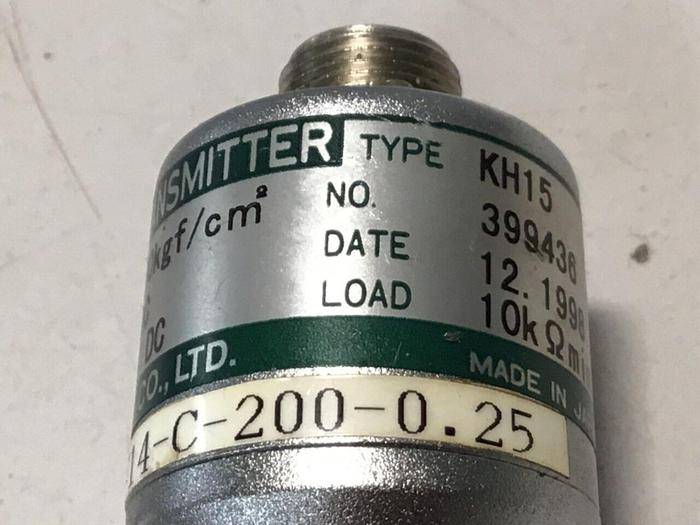 NSMITTER TYPE KH15
kgf/cm² NO. 399436
DATE 12.1998
DC LOAD 10kΩ mi
CO., LTD. MADE IN JA
14-C-200-0.25